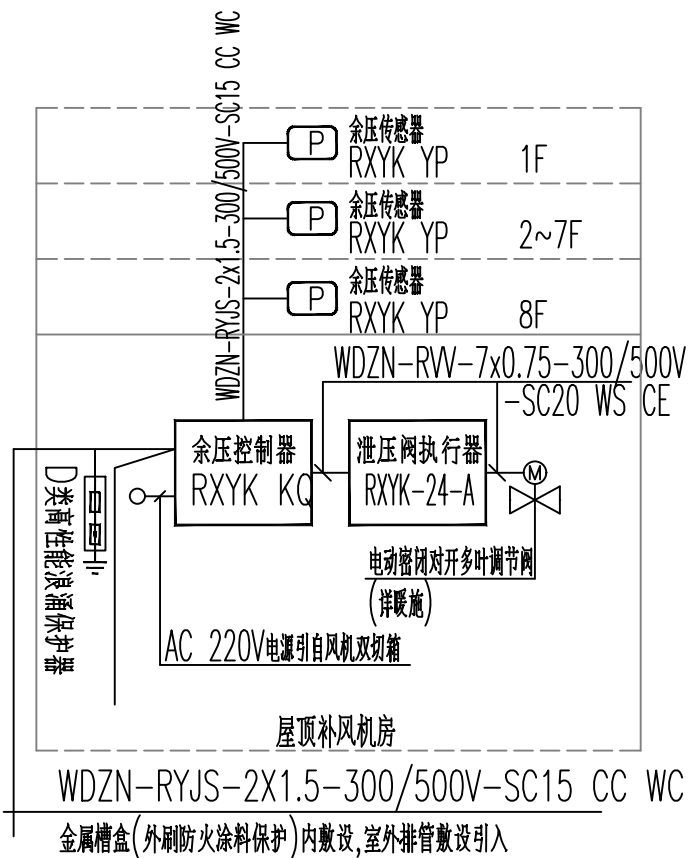 WDZN-RYJS-2x1.5-300/500V-SC15 CC WC
余压传感器
P RXYK YP 1F
余压传感器
P RXYK YP 2~7F
余压传感器
P RXYK YP 8F
WDZN-RVV-7x0.75-300/500V
-SC20 WS CE
余压控制器
RXYK KQ
泄压阀执行器
RXYK-24-A
M
D类高性能浪涌保护器
电动密闭对开多叶调节阀
(详暖施)
AC 220V电源引自风机双切箱
屋顶补风机房
WDZN-RYJS-2X1.5-300/500V-SC15 CC WC
金属槽盒(外刷防火涂料保护)内敷设,室外排管敷设引入